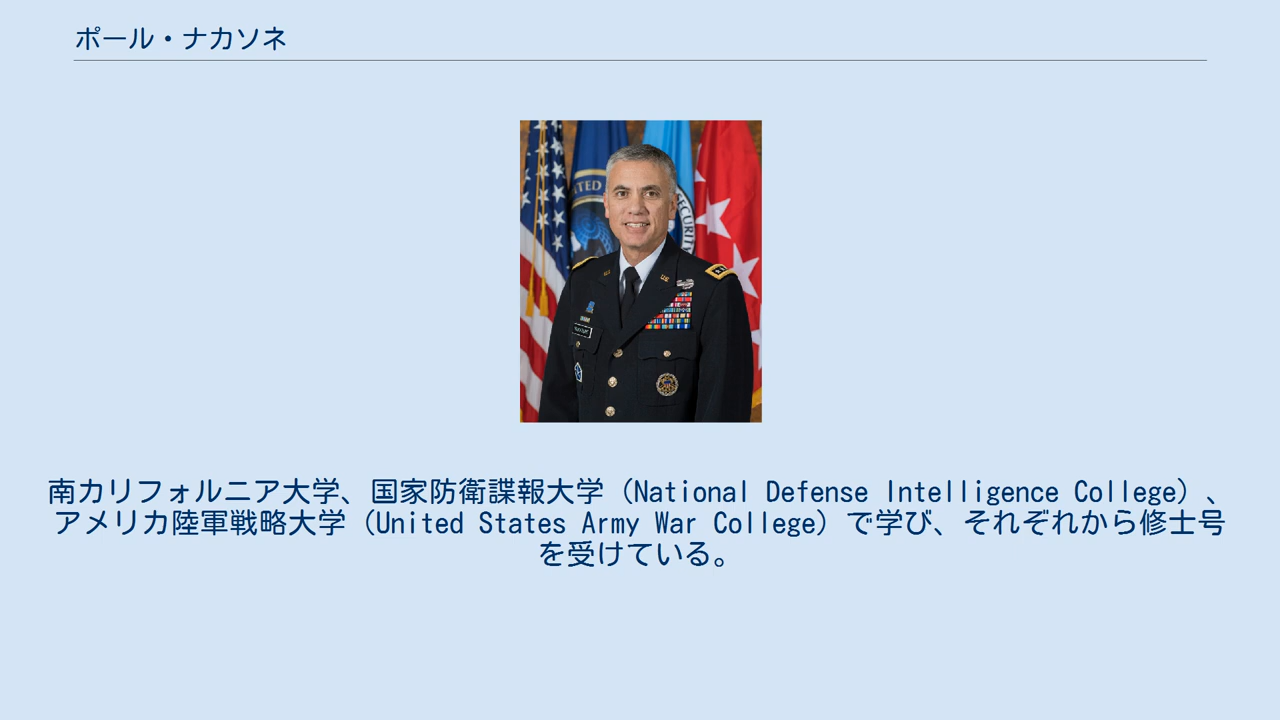 ポール・ナカソネ
UNITED
SECURITY
南カリフォルニア大学、国家防衛諜報大学（National Defense Intelligence College）、
アメリカ陸軍戦略大学（United States Army War College）で学び、それぞれから修士号
を受けている。